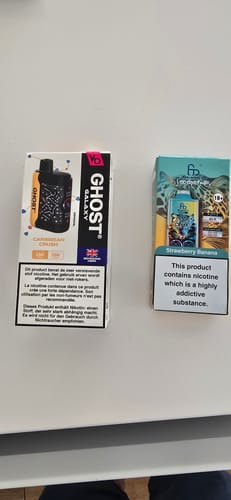 GHOST
GALAXY
CARIBBEAN
CRUSH
Dit product bevat de zeer verslavende
stof nicotine. Het gebruik ervan wordt
afgeraden voor niet-rokers.
La nicotine contenue dans ce produit
crée une forte dépendance. Son
utilisation par les non-fumeurs n'est pas
recommandée.
Dieses Produkt enthält Nikotin: einen
Stoff, der sehr stark abhängig macht.
Es wird nicht für den Gebrauch durch
Nichtraucher empfohlen.
18+
Strawberry Banana
This product
contains nicotine
which is a highly
addictive
substance.